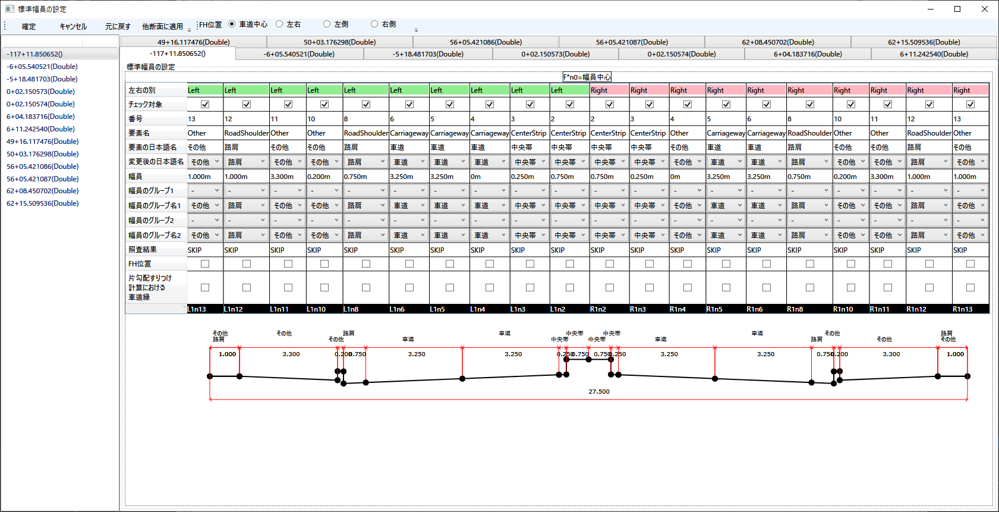 標準幅員の設定
確定 キャンセル 元に戻す 他断面に適用 FH位置 車道中心 左右 左側 右側
49+16.117476(Double) 50+03.176298(Double) 56+05.421086(Double) 56+05.421087(Double) 62+08.450702(Double) 62+15.509536(Double)
-117+11.850652() -6+05.540521(Double) -5+18.481703(Double) 0+02.150573(Double) 0+02.150574(Double) 6+04.183716(Double) 6+11.242540(Double)
-117+11.850652()
-6+05.540521(Double)
-5+18.481703(Double)
0+02.150573(Double)
0+02.150574(Double)
6+04.183716(Double)
6+11.242540(Double)
49+16.117476(Double)
50+03.176298(Double)
56+05.421086(Double)
56+05.421087(Double)
62+08.450702(Double)
62+15.509536(Double)
標準幅員の設定
F*n0=幅員中心
左右の別 Left Left Left Left Left Left Left Left Left Left Right Right Right Right Right Right Right Right Right Right
チェック対象
番号 13 12 11 10 8 6 5 4 3 2 2 3 4 5 6 8 10 11 12 13
要素名 Other RoadShoulder Other Other RoadShoulder Carriageway Carriageway Carriageway CenterStrip CenterStrip CenterStrip CenterStrip Other Carriageway Carriageway RoadShoulder Other Other RoadShoulder Other
要素の日本語名 その他 路肩 その他 その他 路肩 車道 車道 車道 中央帯 中央帯 中央帯 中央帯 その他 車道 車道 路肩 その他 その他 路肩 その他
変更後の日本語名 その他 路肩 その他 その他 路肩 車道 車道 車道 中央帯 中央帯 中央帯 中央帯 その他 車道 車道 路肩 その他 その他 路肩 その他
幅員 1.000m 1.000m 3.300m 0.200m 0.750m 3.250m 3.250m 0m 0.250m 0.750m 0.750m 0.250m 0m 3.250m 3.250m 0.750m 0.200m 3.300m 1.000m 1.000m
幅員のグループ1 - - - - - - - - - - - - - - - - - - - -
幅員のグループ名1 その他 路肩 その他 その他 路肩 車道 車道 車道 中央帯 中央帯 中央帯 中央帯 その他 車道 車道 路肩 その他 その他 路肩 その他
幅員のグループ2 - - - - - - - - - - - - - - - - - - - -
幅員のグループ名2 その他 路肩 その他 その他 路肩 車道 車道 車道 中央帯 中央帯 中央帯 中央帯 その他 車道 車道 路肩 その他 その他 路肩 その他
照査結果 SKIP SKIP SKIP SKIP SKIP SKIP SKIP SKIP SKIP SKIP SKIP SKIP SKIP SKIP SKIP SKIP SKIP SKIP SKIP SKIP
FH位置
片勾配すりつけ
計算における
車道縁
L1n13 L1n12 L1n11 L1n10 L1n8 L1n6 L1n5 L1n4 L1n3 L1n2 R1n2 R1n3 R1n4 R1n5 R1n6 R1n8 R1n10 R1n11 R1n12 R1n13
その他 その他 路肩 車道 中央帯 中央帯 車道 その他 路肩
路肩 その他 車道 中央帯 中央帯 車道 路肩 その他 その他
1.000 3.300 0.200 0.750 3.250 3.250 0.250 0.750 0.750 0.250 3.250 3.250 0.750 0.200 3.300 1.000
27.500